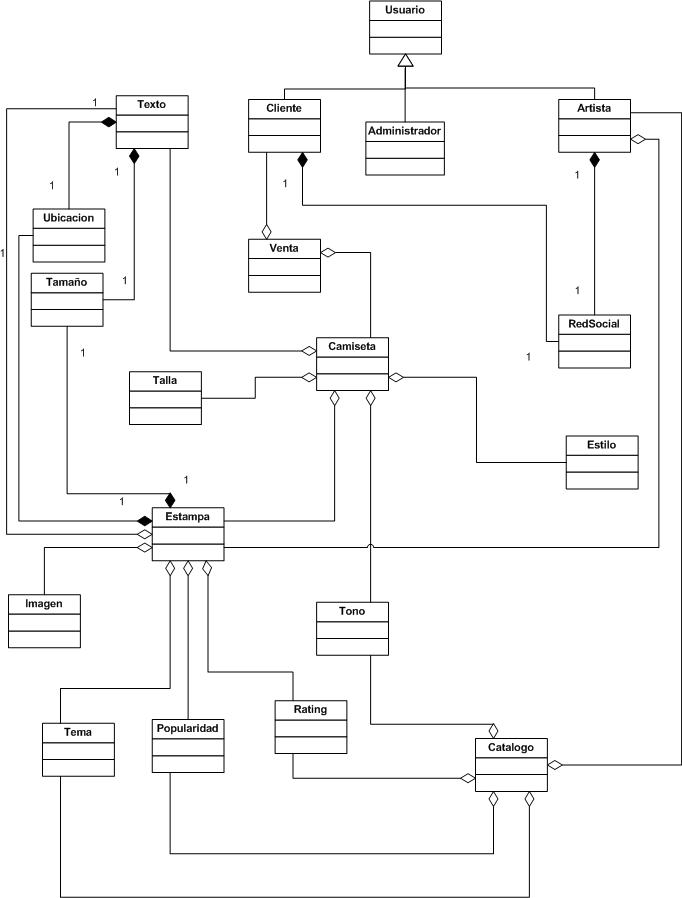 Usuario
1
Texto
Cliente
Artista
Administrador
1
1
1
1
Ubicacion
Venta
1
Tamaño
1
1
RedSocial
Camiseta
1
1
Talla
Estilo
1
1
Estampa
Imagen
Tono
Rating
Tema
Popularidad
Catalogo